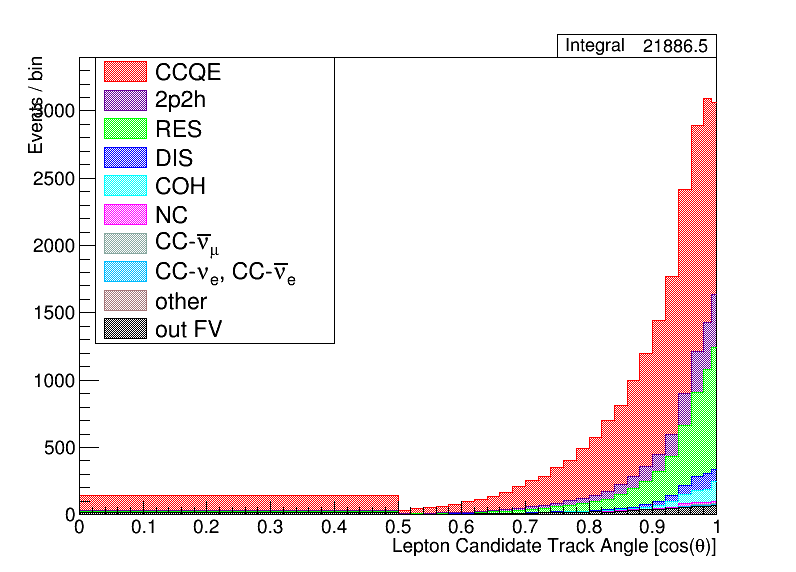 Integral 21886.5
Events / bin
CCQE
2p2h
RES
DIS
COH
NC
CC-ν̅μ
CC-νe, CC-ν̅e
other
out FV
3000
2500
2000
1500
1000
500
0
0 0.1 0.2 0.3 0.4 0.5 0.6 0.7 0.8 0.9 1
Lepton Candidate Track Angle [cos(θ)]